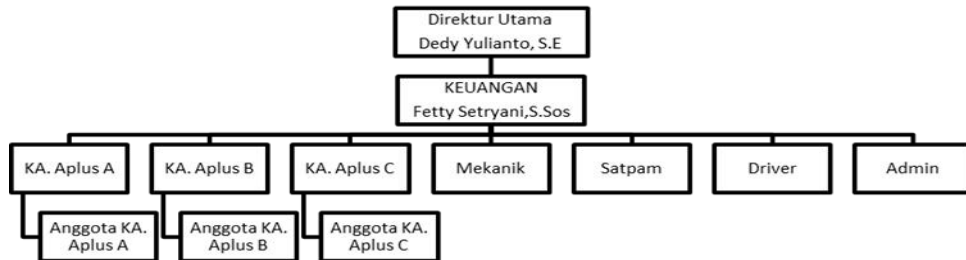 Direktur Utama
Dedy Yulianto, S.E
KEUANGAN
Fetty Setryani,S.Sos
KA. Aplus A
KA. Aplus B
KA. Aplus C
Mekanik
Satpam
Driver
Admin
Anggota KA.
Aplus A
Anggota KA.
Aplus B
Anggota KA.
Aplus C